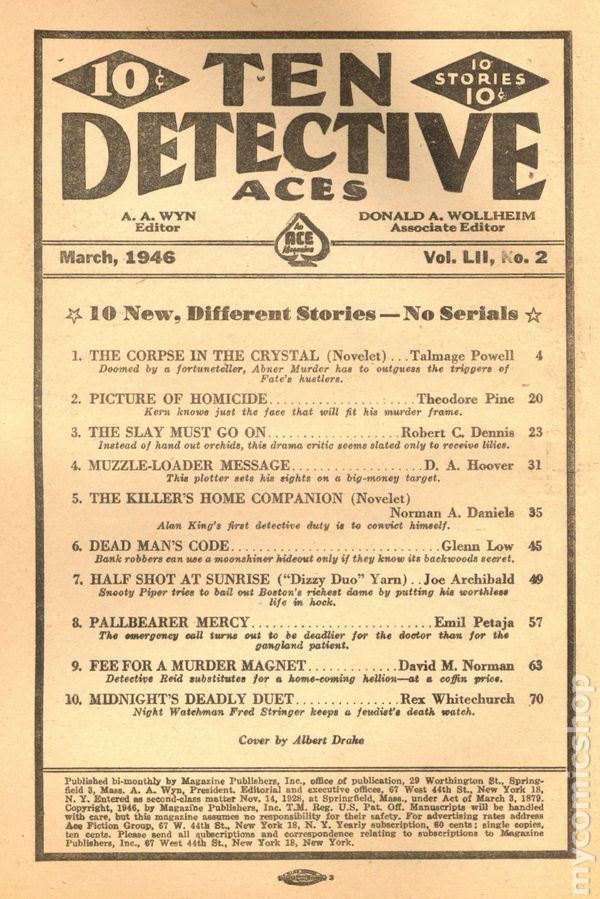 10¢
TEN
10
STORIES
10¢
DETECTIVE
ACES
A. A. WYN
Editor
An
ACE
Magazine
DONALD A. WOLLHEIM
Associate Editor
March, 1946
Vol. LII, No. 2
☆ 10 New, Different Stories — No Serials ☆
1. THE CORPSE IN THE CRYSTAL (Novelet) . . . Talmage Powell 4
Doomed by a fortuneteller, Abner Murder has to outguess the triggers of
Fate's hustlers.
2. PICTURE OF HOMICIDE . . . . . . . . . . . . . . . . . . . . . Theodore Pine 20
Kern knows just the face that will fit his murder frame.
3. THE SLAY MUST GO ON . . . . . . . . . . . . . . . . Robert C. Dennis 23
Instead of hand out orchids, this drama critic seems slated only to receive lilies.
4. MUZZLE-LOADER MESSAGE . . . . . . . . . . . . . . . . D. A. Hoover 31
This plotter sets his sights on a big-money target.
5. THE KILLER'S HOME COMPANION (Novelet)
Norman A. Daniels 35
Alan King's first detective duty is to convict himself.
6. DEAD MAN'S CODE . . . . . . . . . . . . . . . . . . . . . . . . . Glenn Low 45
Bank robbers can use a moonshiner hideout only if they know its backwoods secret.
7. HALF SHOT AT SUNRISE ("Dizzy Duo" Yarn) . . Joe Archibald 49
Snooty Piper tries to bail out Boston's richest dame by putting his worthless
life in hock.
8. PALLBEARER MERCY . . . . . . . . . . . . . . . . . . . . . . Emil Petaja 57
The emergency call turns out to be deadlier for the doctor than for the
gangland patient.
9. FEE FOR A MURDER MAGNET . . . . . . . . . . . David M. Norman 63
Detective Reid substitutes for a home-coming hellion—at a coffin price.
10. MIDNIGHT'S DEADLY DUET . . . . . . . . . . . . Rex Whitechurch 70
Night Watchman Fred Stringer keeps a feudist's death watch.
Cover by Albert Drake
Published bi-monthly by Magazine Publishers, Inc., office of publication, 29 Worthington St., Spring-
field 3, Mass. A. A. Wyn, President. Editorial and executive offices, 67 West 44th St., New York 18,
N. Y. Entered as second-class matter Nov. 14, 1928, at Springfield, Mass., under Act of March 3, 1879.
Copyright, 1946, by Magazine Publishers, Inc. T.M. Reg. U.S. Pat. Off. Manuscripts will be handled
with care, but this magazine assumes no responsibility for their safety. For advertising rates address
Ace Fiction Group, 67 W. 44th St., New York 18, N. Y. Yearly subscription, 60 cents; single copies,
ten cents. Please send all subscriptions and correspondence relating to subscriptions to Magazine
Publishers, Inc., 67 West 44th St., New York 18, New York.
3
mycomicshop